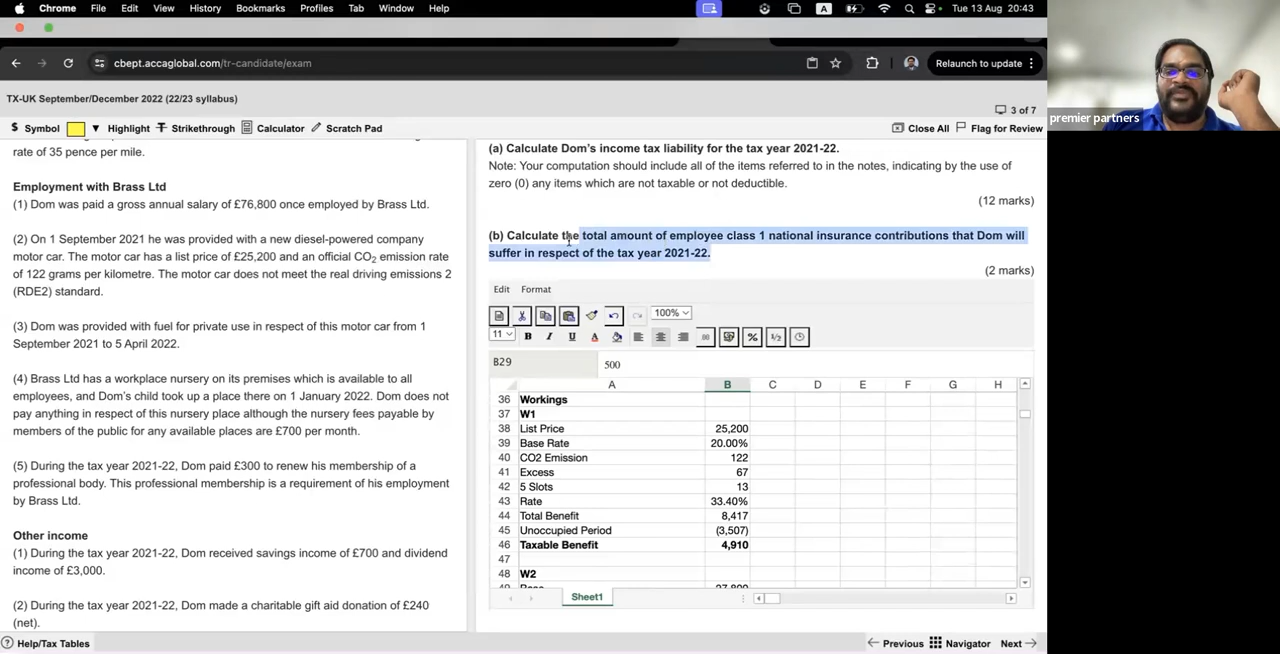 Chrome File Edit View History Bookmarks Profiles Tab Window Help A Tue 13 Aug 20:43
cbept.accaglobal.com/tr-candidate/exam Relaunch to update
TX-UK September/December 2022 (22/23 syllabus) 3 of 7
$ Symbol Highlight Strikethrough Calculator Scratch Pad Close All Flag for Review
rate of 35 pence per mile.
Employment with Brass Ltd
(1) Dom was paid a gross annual salary of £76,800 once employed by Brass Ltd.
(2) On 1 September 2021 he was provided with a new diesel-powered company
motor car. The motor car has a list price of £25,200 and an official CO2 emission rate
of 122 grams per kilometre. The motor car does not meet the real driving emissions 2
(RDE2) standard.
(3) Dom was provided with fuel for private use in respect of this motor car from 1
September 2021 to 5 April 2022.
(4) Brass Ltd has a workplace nursery on its premises which is available to all
employees, and Dom's child took up a place there on 1 January 2022. Dom does not
pay anything in respect of this nursery place although the nursery fees payable by
members of the public for any available places are £700 per month.
(5) During the tax year 2021-22, Dom paid £300 to renew his membership of a
professional body. This professional membership is a requirement of his employment
by Brass Ltd.
Other income
(1) During the tax year 2021-22, Dom received savings income of £700 and dividend
income of £3,000.
(2) During the tax year 2021-22, Dom made a charitable gift aid donation of £240
(net).
(a) Calculate Dom's income tax liability for the tax year 2021-22.
Note: Your computation should include all of the items referred to in the notes, indicating by the use of
zero (0) any items which are not taxable or not deductible.
(12 marks)
(b) Calculate the total amount of employee class 1 national insurance contributions that Dom will
suffer in respect of the tax year 2021-22.
(2 marks)
Edit Format
100%
11 B I U A % 1/2
B29 500
A B C D E F G H
36 Workings
37 W1
38 List Price 25,200
39 Base Rate 20.00%
40 CO2 Emission 122
41 Excess 67
42 5 Slots 13
43 Rate 33.40%
44 Total Benefit 8,417
45 Unoccupied Period (3,507)
46 Taxable Benefit 4,910
47
48 W2
Sheet1
Help/Tax Tables Previous Navigator Next
premier partners